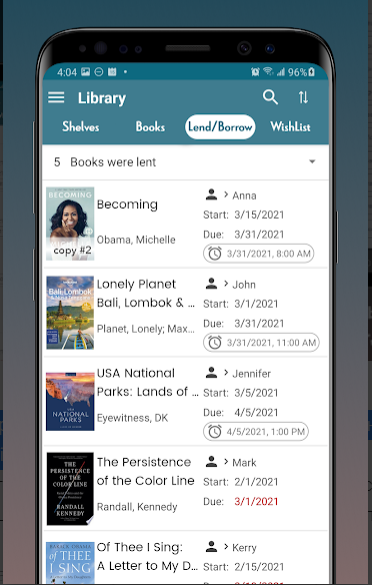 4:04 96%
Library
Shelves Books Lend/Borrow WishList
5 Books were lent
BECOMING
copy #2
Becoming
Obama, Michelle
Anna
Start: 3/15/2021
Due: 3/31/2021
3/31/2021, 8:00 AM
Bali, Lombok
Lonely Planet
Bali, Lombok & ...
Planet, Lonely; Max...
John
Start: 3/1/2021
Due: 3/31/2021
3/31/2021, 11:00 AM
USA
NATIONAL
PARKS
USA National
Parks: Lands of ...
Eyewitness, DK
Jennifer
Start: 3/5/2021
Due: 4/5/2021
4/5/2021, 1:00 PM
THE
PERSISTENCE
OF THE
COLOR LINE
RANDALL
KENNEDY
The Persistence
of the Color Line
Randall, Kennedy
Mark
Start: 2/1/2021
Due: 3/1/2021
BARACK OBAMA
OF THEE I SING
Of Thee I Sing:
A Letter to My D...
Kerry
Start: 2/15/2021